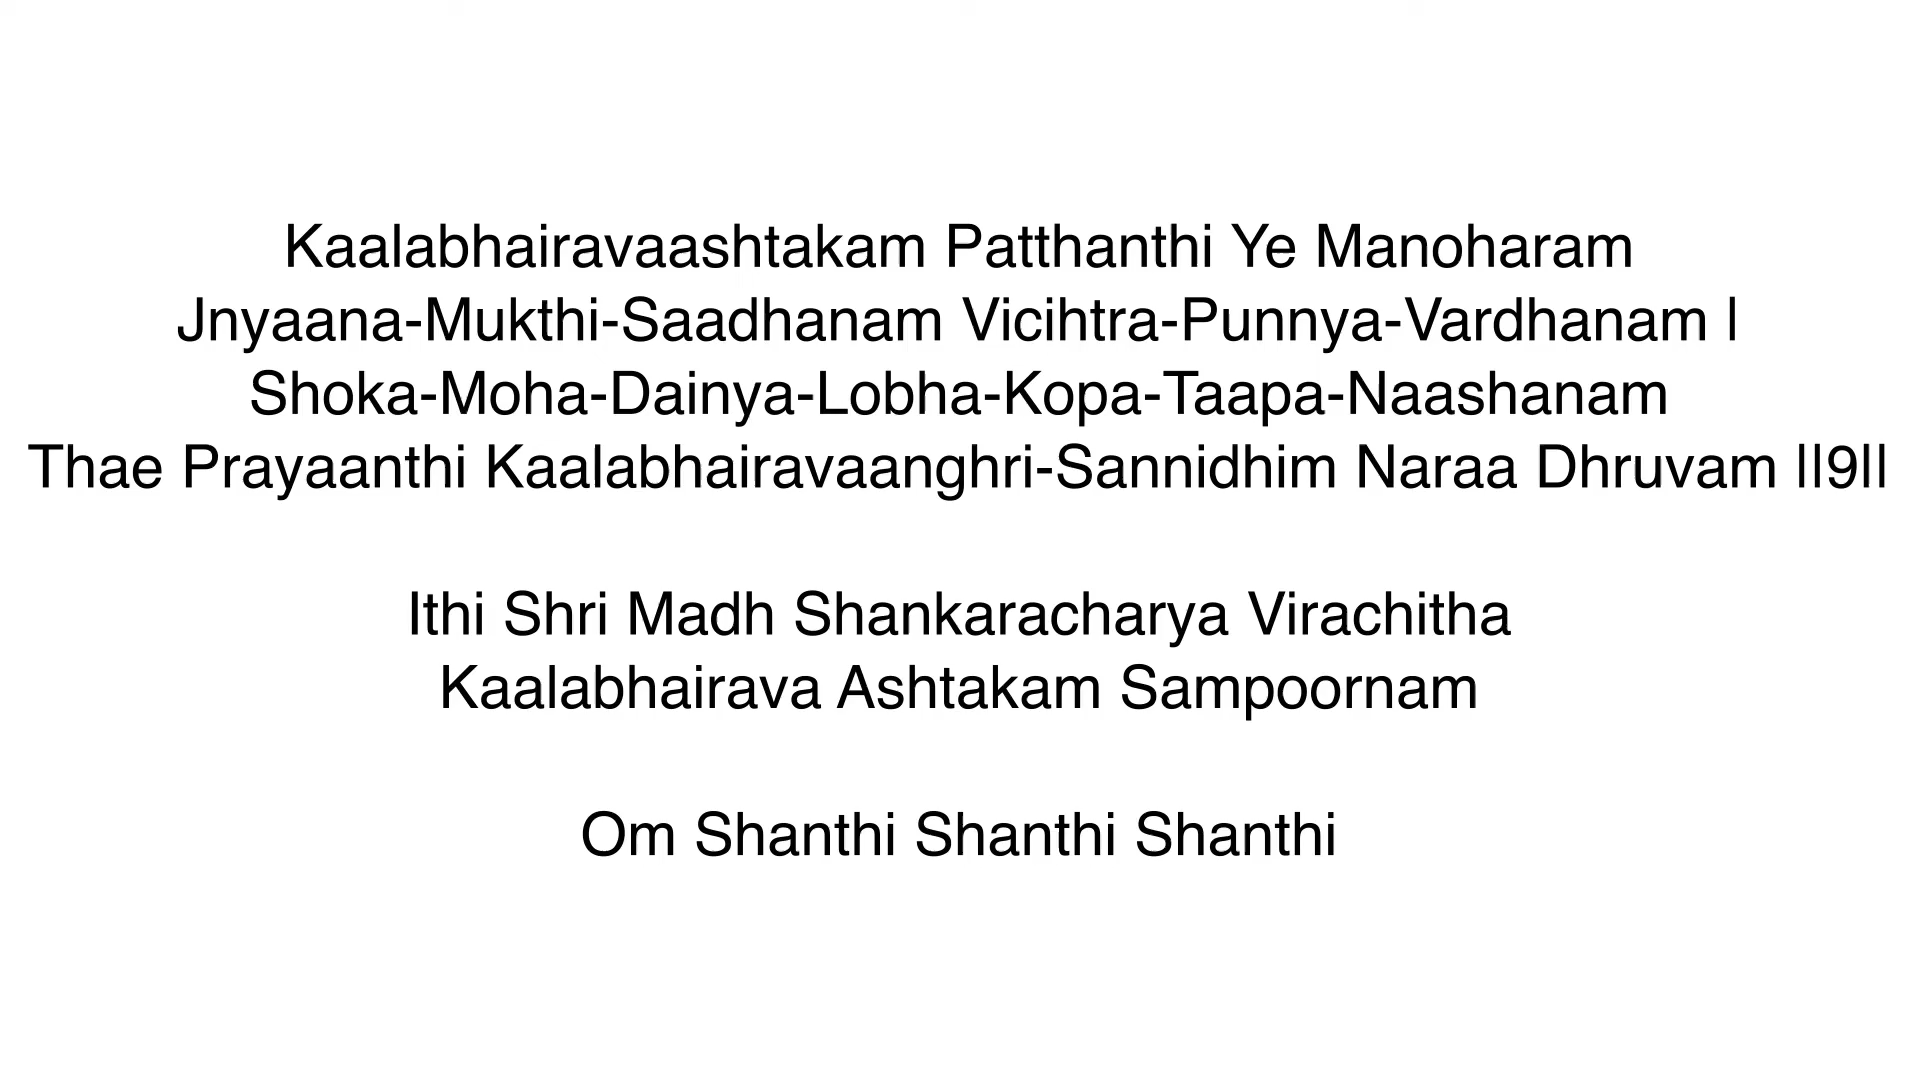 Kaalabhairavaashtakam Patthanthi Ye Manoharam
Jnyaana-Mukthi-Saadhanam Vicihtra-Punnya-Vardhanam l
Shoka-Moha-Dainya-Lobha-Kopa-Taapa-Naashanam
Thae Prayaanthi Kaalabhairavaanghri-Sannidhim Naraa Dhruvam ll9ll
Ithi Shri Madh Shankaracharya Virachitha
Kaalabhairava Ashtakam Sampoornam
Om Shanthi Shanthi Shanthi